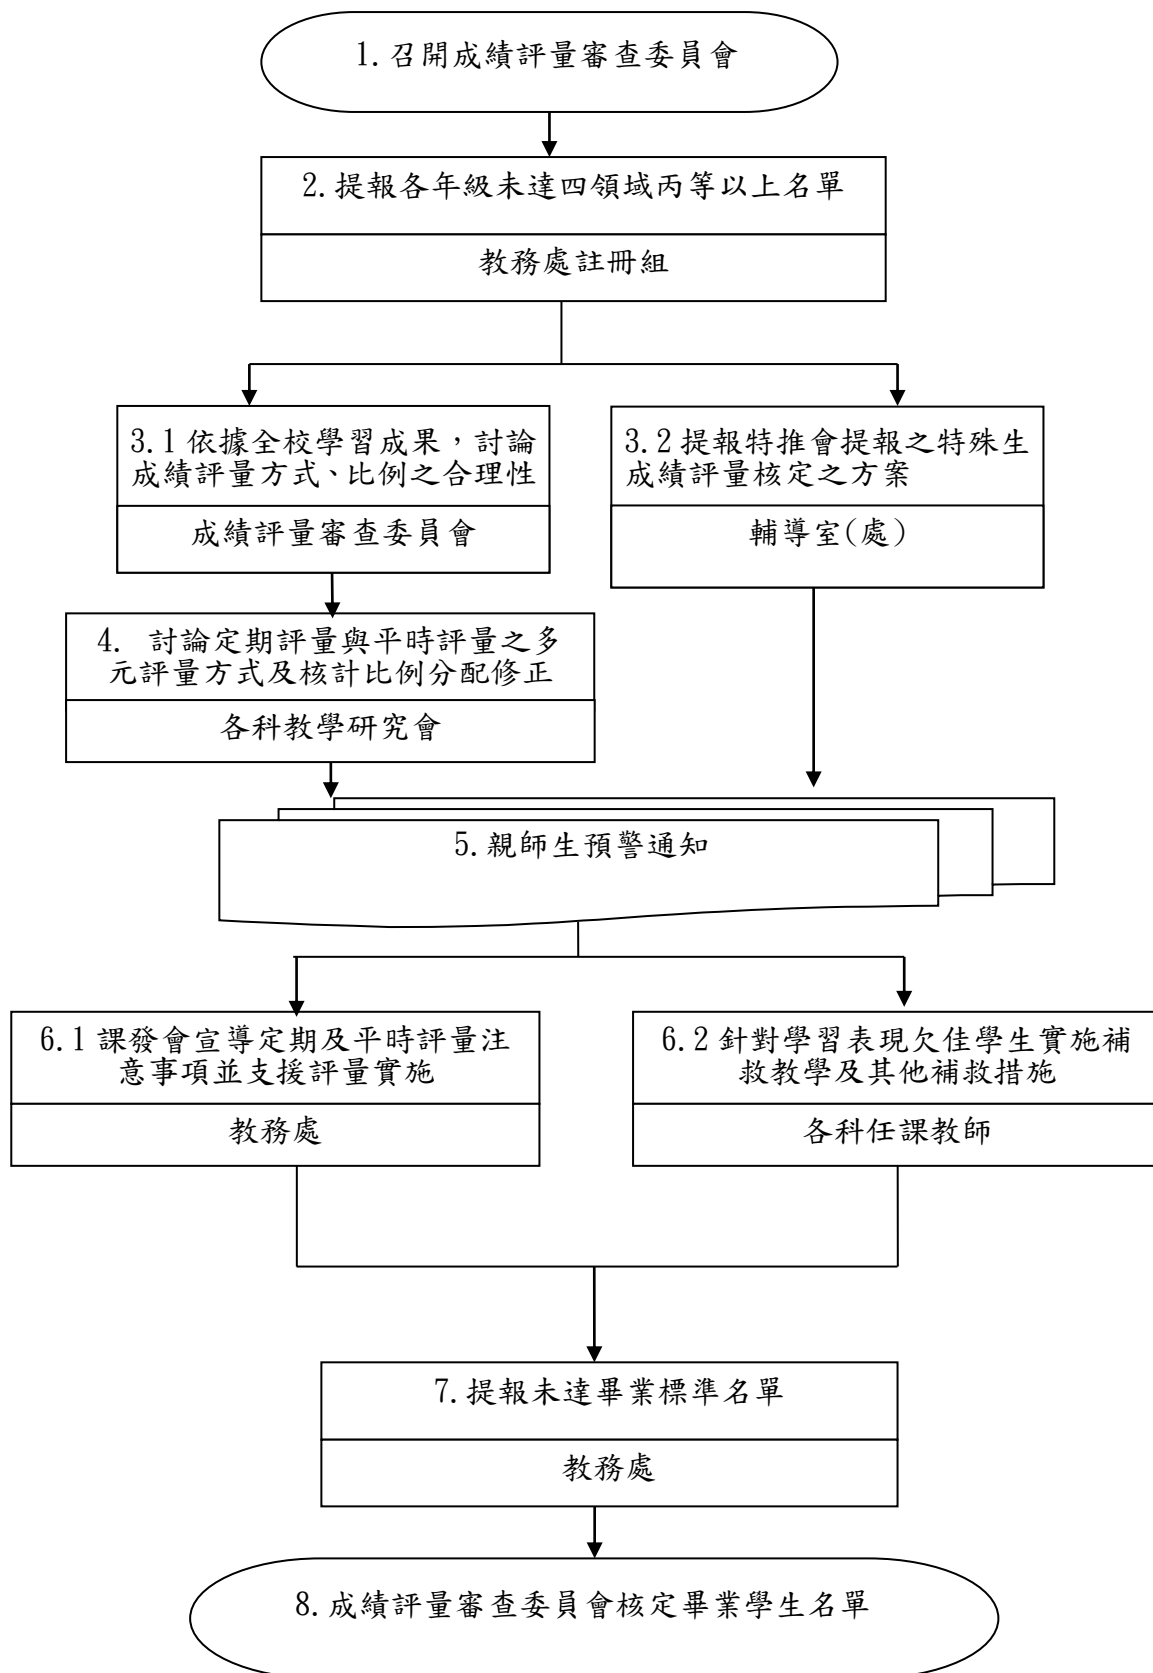 1.召開成績評量審查委員會
2.提報各年級未達四領域丙等以上名單
教務處註冊組
3.1 依據全校學習成果，討論
成績評量方式、比例之合理性
成績評量審查委員會
3.2 提報特推會提報之特殊生
成績評量核定之方案
輔導室(處)
4. 討論定期評量與平時評量之多
元評量方式及核計比例分配修正
各科教學研究會
5.親師生預警通知
6.1 課發會宣導定期及平時評量注
意事項並支援評量實施
教務處
6.2 針對學習表現欠佳學生實施補
救教學及其他補救措施
各科任課教師
7.提報未達畢業標準名單
教務處
8.成績評量審查委員會核定畢業學生名單